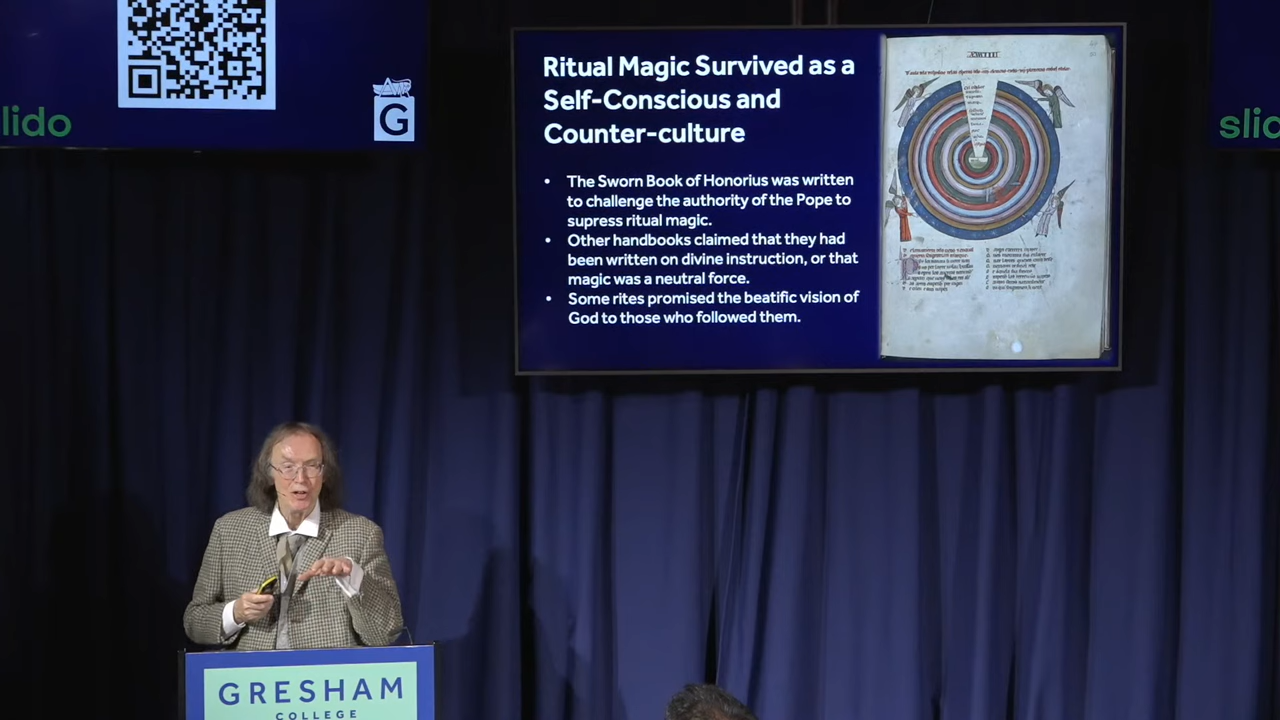 lido
G
Ritual Magic Survived as a
Self-Conscious and
Counter-culture
• The Sworn Book of Honorius was written
to challenge the authority of the Pope to
supress ritual magic.
• Other handbooks claimed that they had
been written on divine instruction, or that
magic was a neutral force.
• Some rites promised the beatific vision of
God to those who followed them.
slic
GRESHAM
COLLEGE